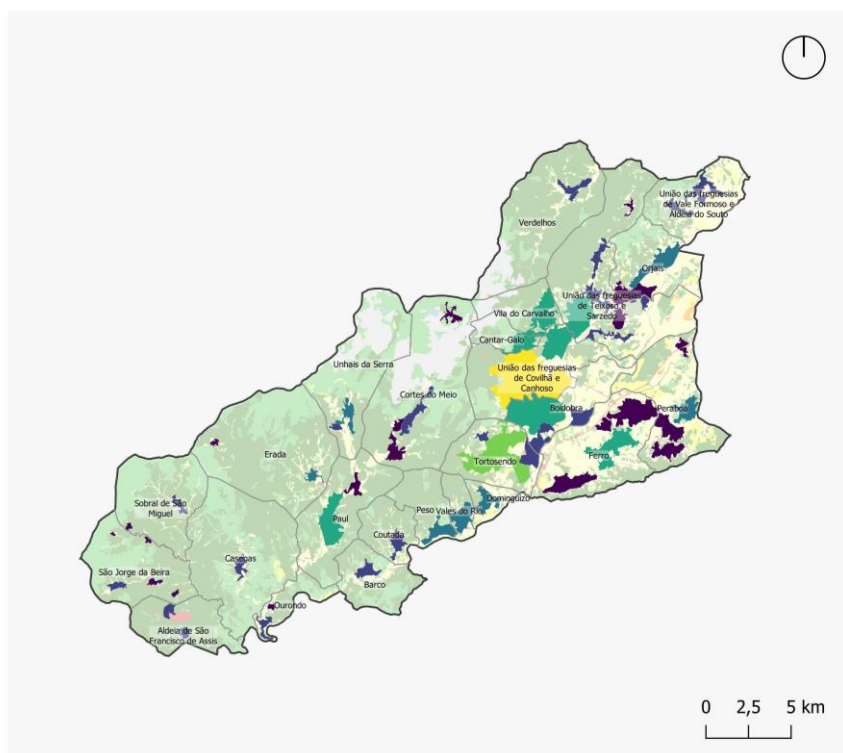 União das freguesias
de Vale Formoso e
Aldeia do Souto
Verdelhos
Orjais
União das freguesias
de Teixoso e
Sarzedo
Vila do Carvalho
Cantar-Galo
Unhais da Serra
União das freguesias
de Covilhã e
Canhoso
Cortes do Meio
Boidobra
Peraboa
Erada
Tortosendo
Ferro
Sobral de São
Miguel
Paul
Peso
Vales do Rio
Dominguizo
Coutada
Casegas
São Jorge da Beira
Barco
Ourondo
Aldeia de São
Francisco de Assis
0 2,5 5 km